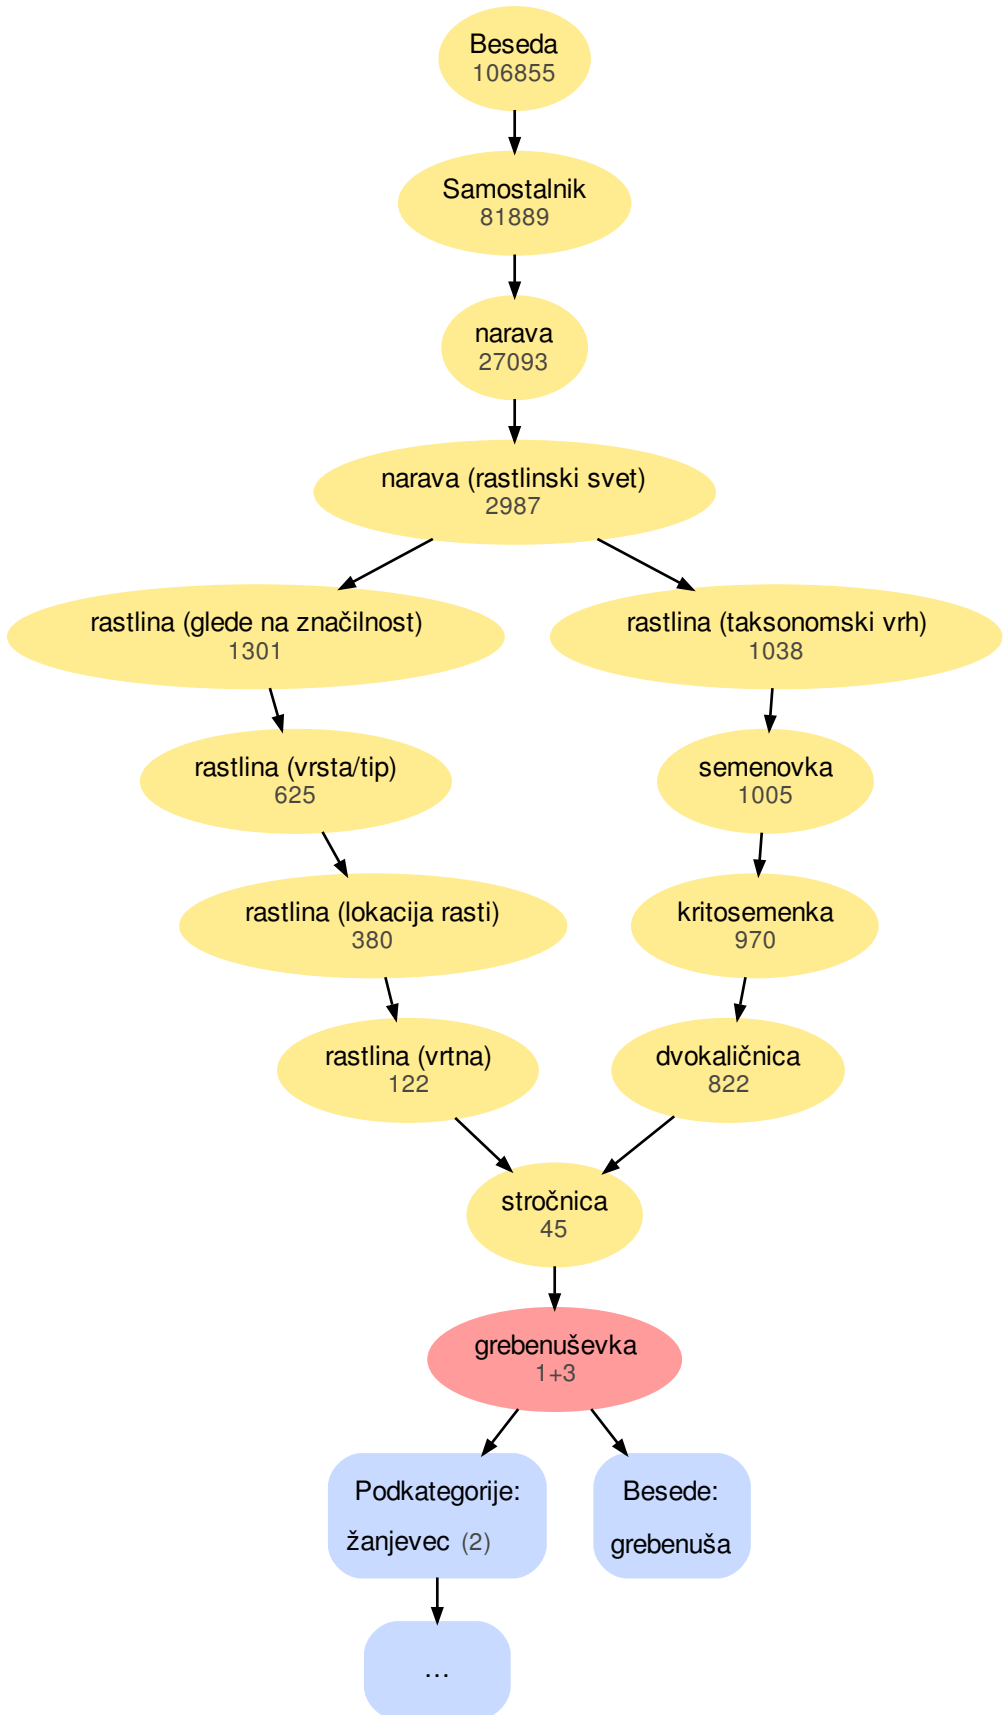 Beseda
106855
Samostalnik
81889
narava
27093
narava (rastlinski svet)
2987
rastlina (glede na značilnost)
1301
rastlina (taksonomski vrh)
1038
rastlina (vrsta/tip)
625
semenovka
1005
rastlina (lokacija rasti)
380
kritosemenka
970
rastlina (vrtna)
122
dvokaličnica
822
stročnica
45
grebenuševka
1+3
Podkategorije:
žanjevec (2)
Besede:
grebenuša
...